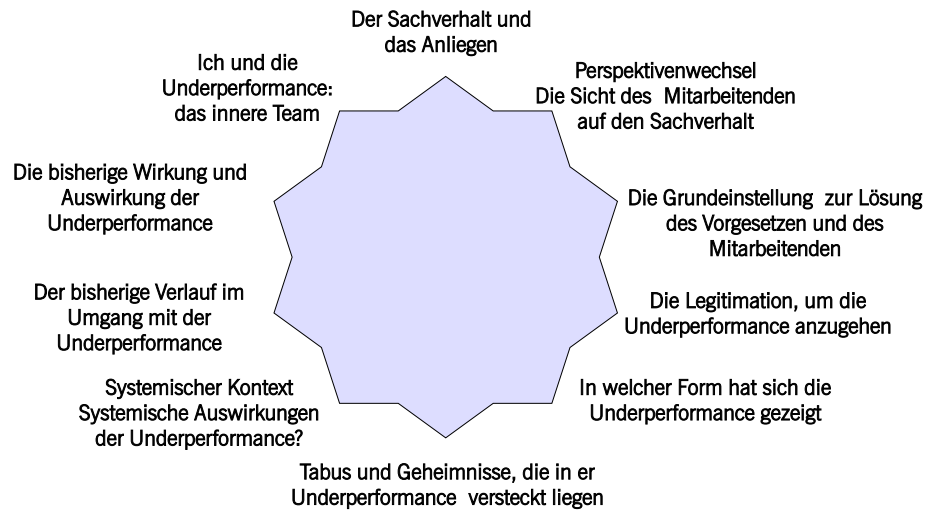 Der Sachverhalt und
das Anliegen
Perspektivenwechsel
Die Sicht des Mitarbeitenden
auf den Sachverhalt
Die Grundeinstellung zur Lösung
des Vorgesetzen und des
Mitarbeitenden
Die Legitimation, um die
Underperformance anzugehen
In welcher Form hat sich die
Underperformance gezeigt
Tabus und Geheimnisse, die in er
Underperformance versteckt liegen
Systemischer Kontext
Systemische Auswirkungen
der Underperformance?
Der bisherige Verlauf im
Umgang mit der
Underperformance
Die bisherige Wirkung und
Auswirkung der
Underperformance
Ich und die
Underperformance:
das innere Team